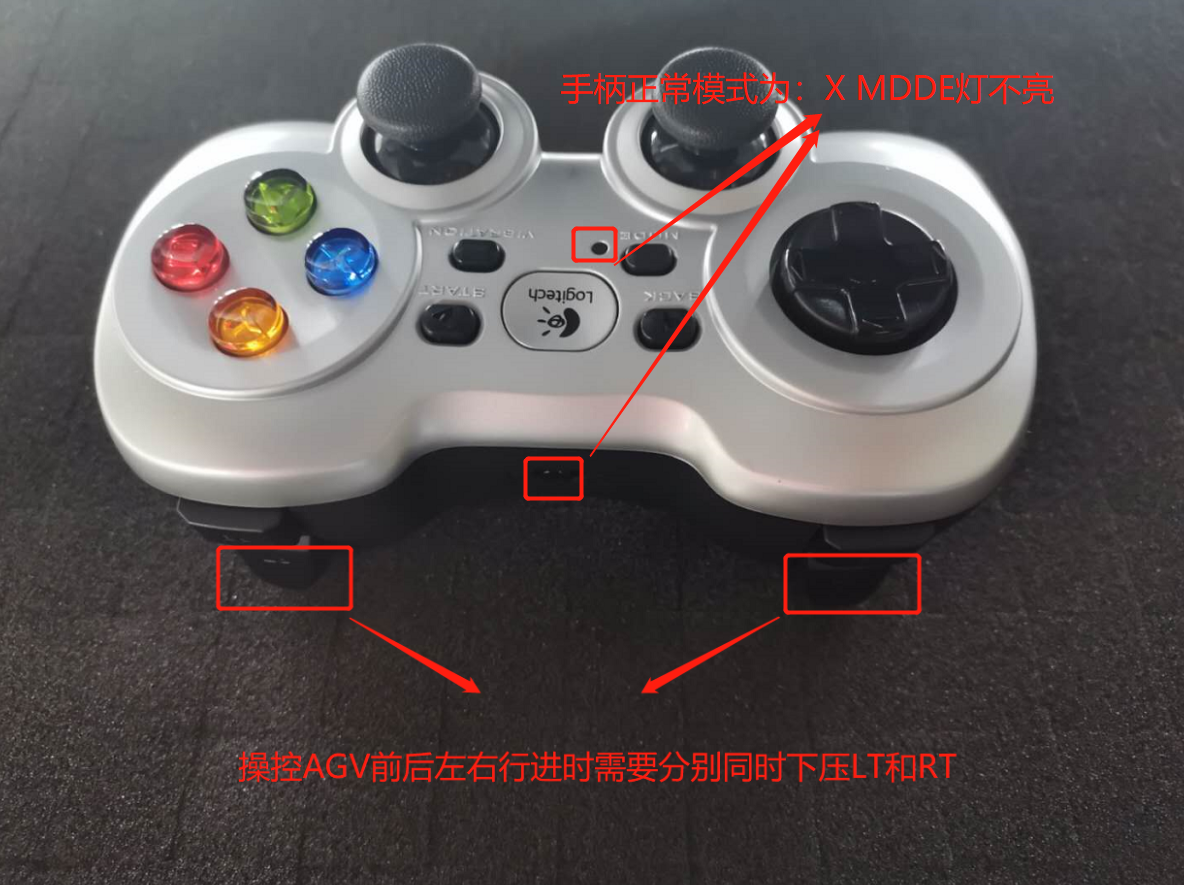 手柄正常模式为：X MDDE灯不亮
VIBRATION
MODE
START
BACK
Logitech
操控AGV前后左右行进时需要分别同时下压LT和RT